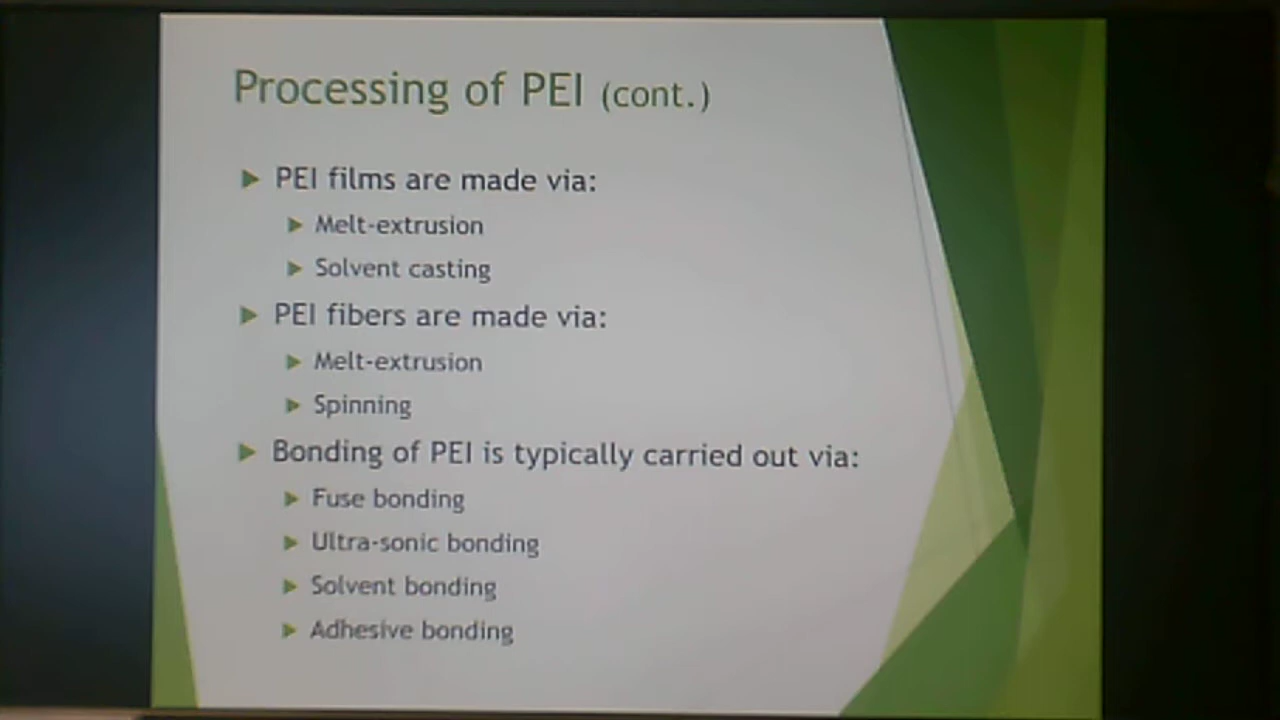 Processing of PEI (cont.)
PEI films are made via:
Melt-extrusion
Solvent casting
PEI fibers are made via:
Melt-extrusion
Spinning
Bonding of PEI is typically carried out via:
Fuse bonding
Ultra-sonic bonding
Solvent bonding
Adhesive bonding